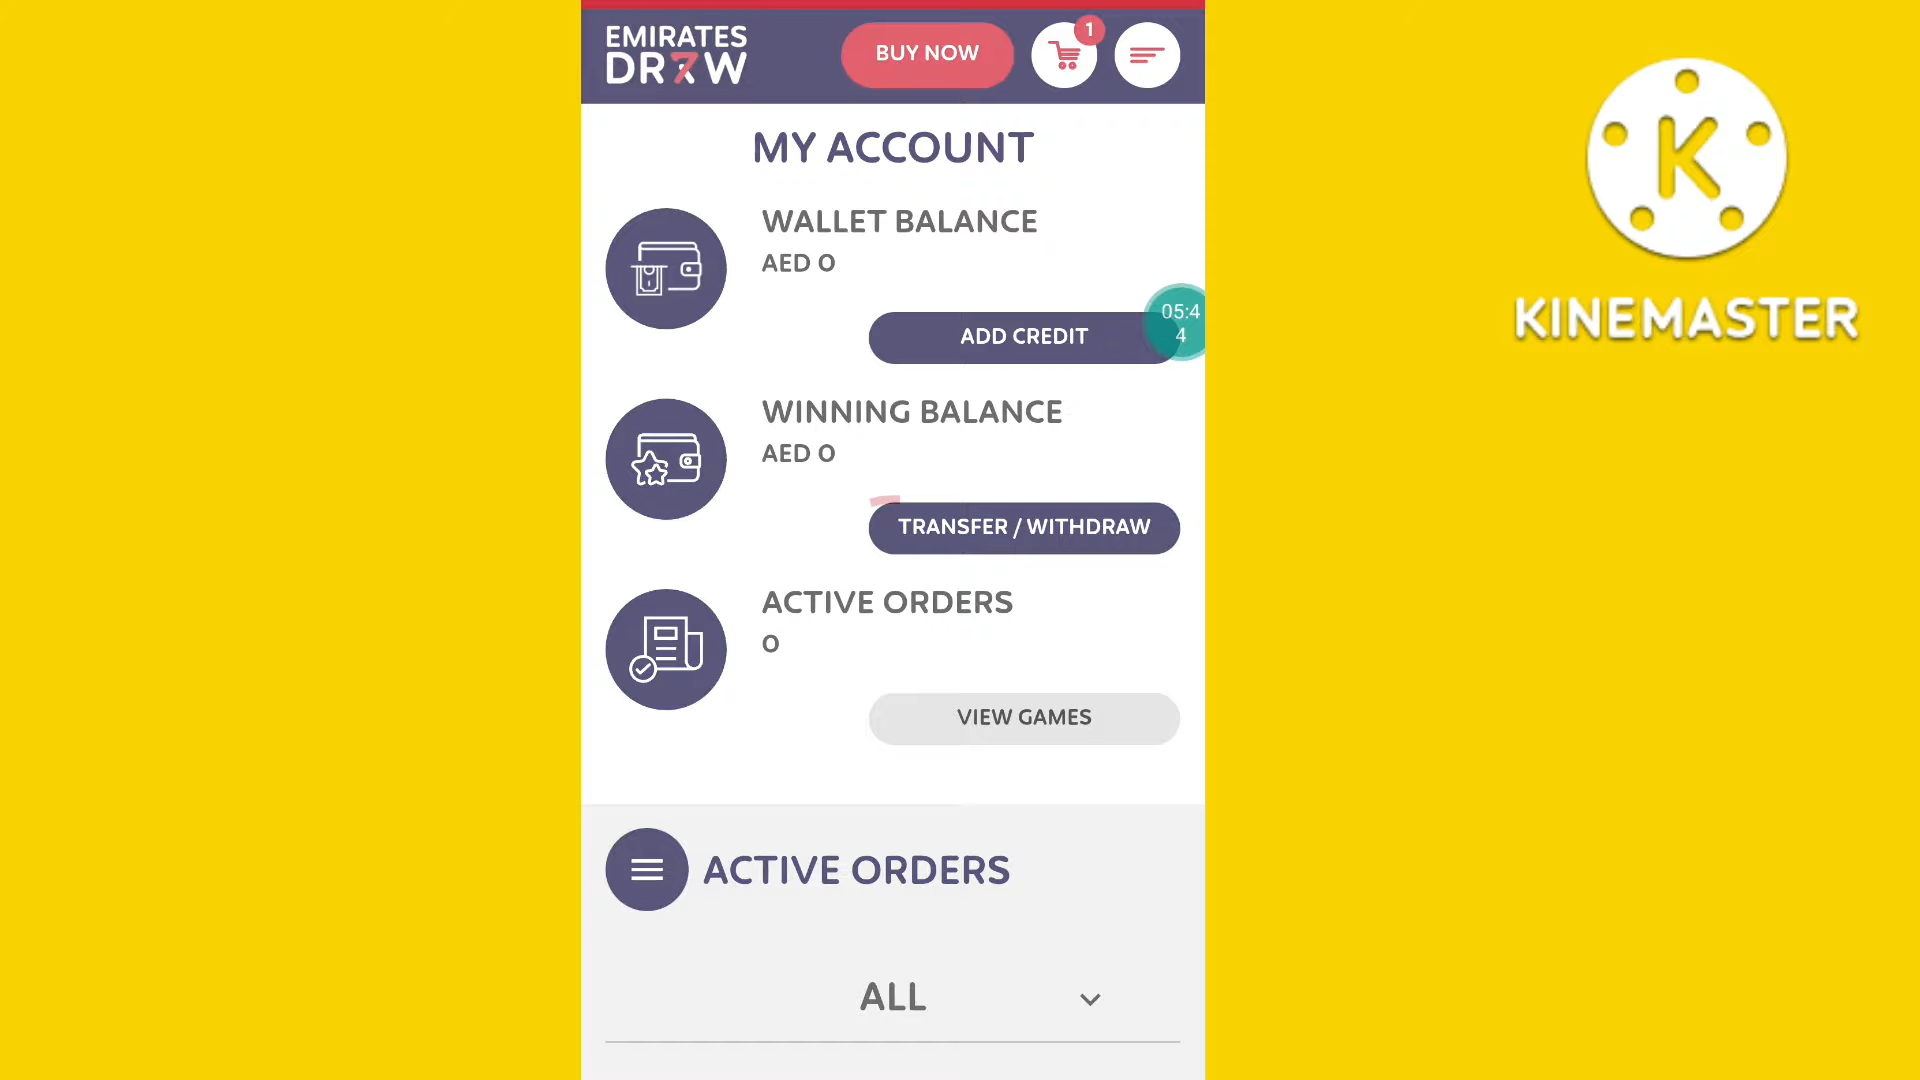 EMIRATES
DR7W
BUY NOW
1
MY ACCOUNT
WALLET BALANCE
AED 0
05:4
4
ADD CREDIT
WINNING BALANCE
AED 0
TRANSFER / WITHDRAW
ACTIVE ORDERS
0
VIEW GAMES
ACTIVE ORDERS
ALL
K
KINEMASTER